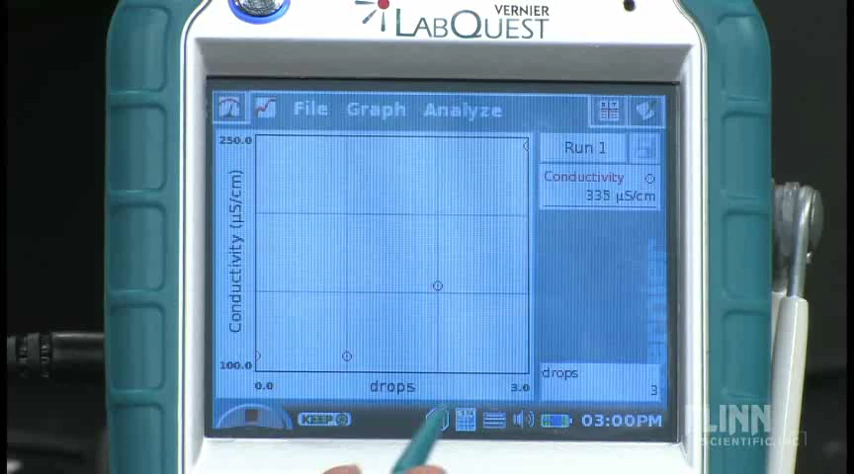 VERNIER
LABQUEST
File Graph Analyze
250.0
Run 1
Conductivity
335 µS/cm
Conductivity (µS/cm)
100.0
0.0
drops
3.0
drops
3
KEEP
03:00PM
FLINN
SCIENTIFIC, INC